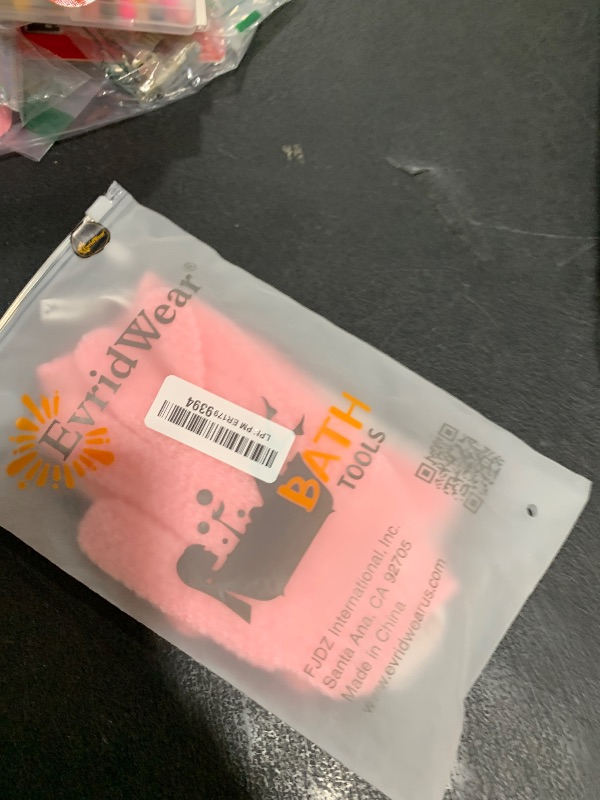 EvridWear®
LPN PM ER179 9394
BATH
TOOLS
FJDZ International, Inc.
Santa Ana, CA 92705
Made in China
www.evridwearus.com